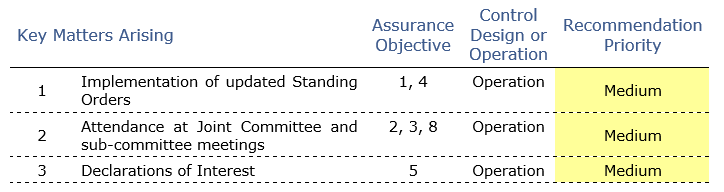 Key Matters Arising
Assurance
Objective
Control
Design or
Operation
Recommendation
Priority
1 Implementation of updated Standing 1, 4 Operation Medium
Orders
2 Attendance at Joint Committee and 2, 3, 8 Operation Medium
sub-committee meetings
3 Declarations of Interest 5 Operation Medium